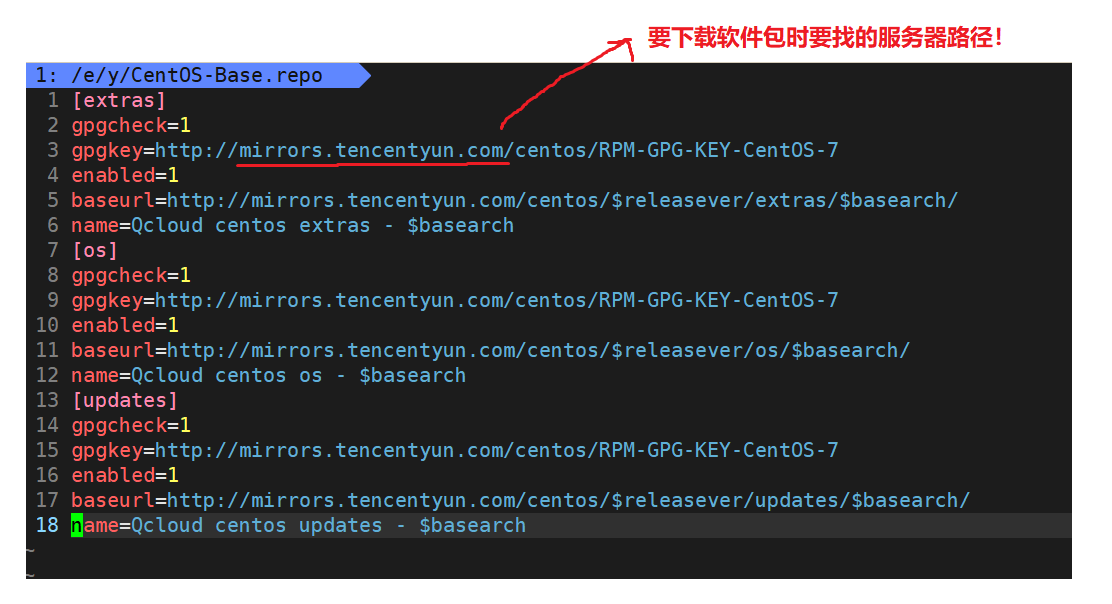 要下载软件包时要找的服务器路径！
1: /e/y/CentOS-Base.repo
1 [extras]
2 gpgcheck=1
3 gpgkey=http://mirrors.tencentyun.com/centos/RPM-GPG-KEY-CentOS-7
4 enabled=1
5 baseurl=http://mirrors.tencentyun.com/centos/$releasever/extras/$basearch/
6 name=Qcloud centos extras - $basearch
7 [os]
8 gpgcheck=1
9 gpgkey=http://mirrors.tencentyun.com/centos/RPM-GPG-KEY-CentOS-7
10 enabled=1
11 baseurl=http://mirrors.tencentyun.com/centos/$releasever/os/$basearch/
12 name=Qcloud centos os - $basearch
13 [updates]
14 gpgcheck=1
15 gpgkey=http://mirrors.tencentyun.com/centos/RPM-GPG-KEY-CentOS-7
16 enabled=1
17 baseurl=http://mirrors.tencentyun.com/centos/$releasever/updates/$basearch/
18 name=Qcloud centos updates - $basearch
~
~